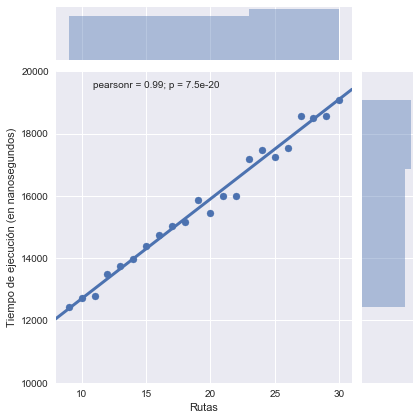 pearsonr = 0.99; p = 7.5e-20
20000
18000
16000
14000
12000
10000
Tiempo de ejecución (en nanosegundos)
10 15 20 25 30
Rutas